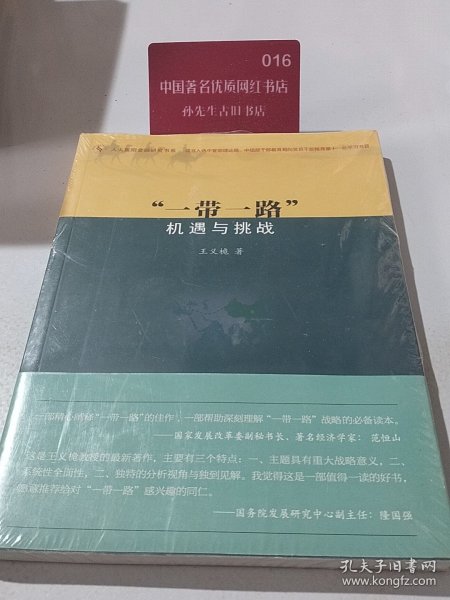 016
中国著名优质网红书店
孙先生古旧书店
“一带一路”
机遇与挑战
王义桅 著
一部精心阐释“一带一路”的佳作，一部帮助深刻理解“一带一路”战略的必备读本。
——国家发展改革委副秘书长、著名经济学家：范恒山
这是王义桅教授的最新著作，主要有三个特点：一、主题具有重大战略意义，二、
系统性全面性，三、独特的分析视角与独到见解。我觉得这是一部值得一读的好书，
愿意推荐给对“一带一路”感兴趣的同仁。
——国务院发展研究中心副主任：隆国强
孔夫子旧书网
www.kongfz.com